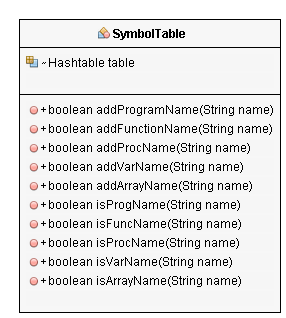 SymbolTable
~Hashtable table
+boolean addProgramName(String name)
+boolean addFunctionName(String name)
+boolean addProcName(String name)
+boolean addVarName(String name)
+boolean addArrayName(String name)
+boolean isProgName(String name)
+boolean isFuncName(String name)
+boolean isProcName(String name)
+boolean isVarName(String name)
+boolean isArrayName(String name)